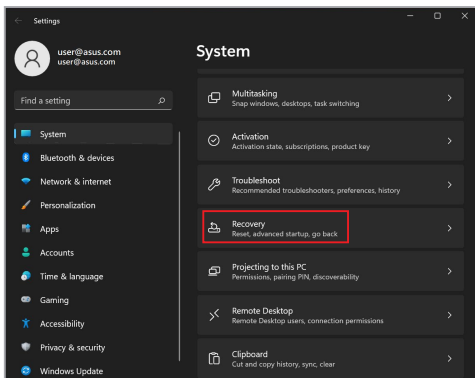 Settings
user@asus.com
user@asus.com
Find a setting
System
Bluetooth & devices
Network & internet
Personalization
Apps
Accounts
Time & language
Gaming
Accessibility
Privacy & security
Windows Update
System
Multitasking
Snap windows, desktops, task switching
Activation
Activation state, subscriptions, product key
Troubleshoot
Recommended troubleshooters, preferences, history
Recovery
Reset, advanced startup, go back
Projecting to this PC
Permissions, pairing PIN, discoverability
Remote Desktop
Remote Desktop users, connection permissions
Clipboard
Cut and copy history, sync, clear